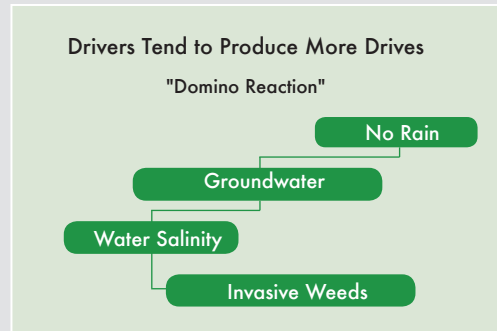 Drivers Tend to Produce More Drives
"Domino Reaction"
No Rain
Groundwater
Water Salinity
Invasive Weeds